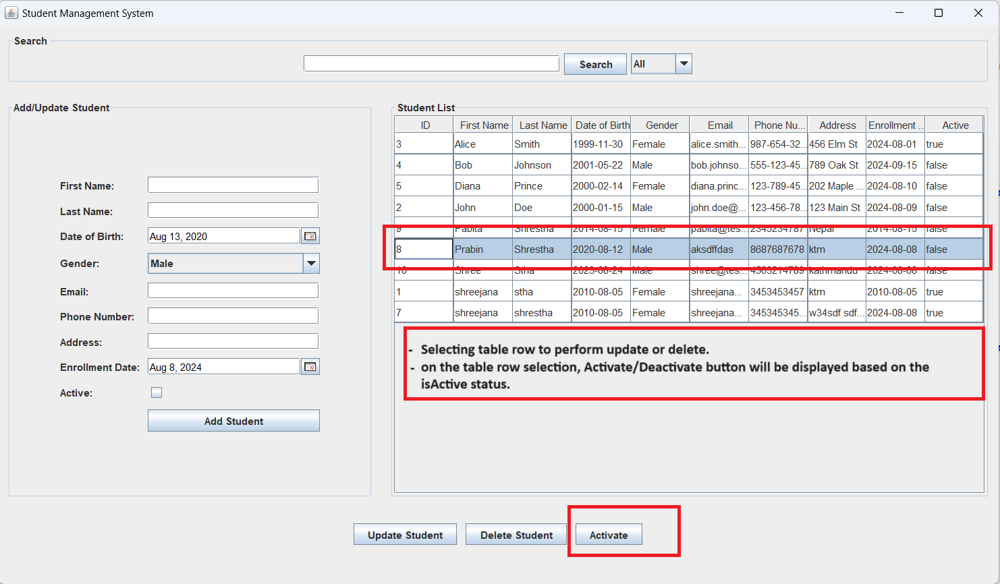 Student Management System
Search
Search All
Add/Update Student
First Name:
Last Name:
Date of Birth: Aug 13, 2020
Gender: Male
Email:
Phone Number:
Address:
Enrollment Date: Aug 8, 2024
Active:
Add Student
Student List
ID First Name Last Name Date of Birth Gender Email Phone Nu... Address Enrollment .. Active
3 Alice Smith 1999-11-30 Female alice.smith... 987-654-32... 456 Elm St 2024-08-01 true
4 Bob Johnson 2001-05-22 Male bob.johnso... 555-123-45... 789 Oak St 2024-09-15 false
5 Diana Prince 2000-02-14 Female diana.princ... 123-789-45... 202 Maple ... 2024-08-10 false
2 John Doe 2000-01-15 Male john.doe@... 123-456-78... 123 Main St 2024-08-09 false
9 Pabita Shrestha 2014-08-15 Female pabita@tes... 2345234787 Nepal 2014-08-15 false
8 Prabin Shrestha 2020-08-12 Male aksdffdas 8687687678 ktm 2024-08-08 false
10 Shree Stha 2023-08-24 Male shree@tes... 4563214789 kathmandu 2024-08-08 false
1 shreejana stha 2010-08-05 Female shreejana... 3453453457 ktm 2010-08-05 true
7 shreejana shrestha 2010-08-05 Female shreejana... 345345345... w34sdf sdf... 2024-08-08 true
- Selecting table row to perform update or delete.
- on the table row selection, Activate/Deactivate button will be displayed based on the
isActive status.
Update Student Delete Student Activate